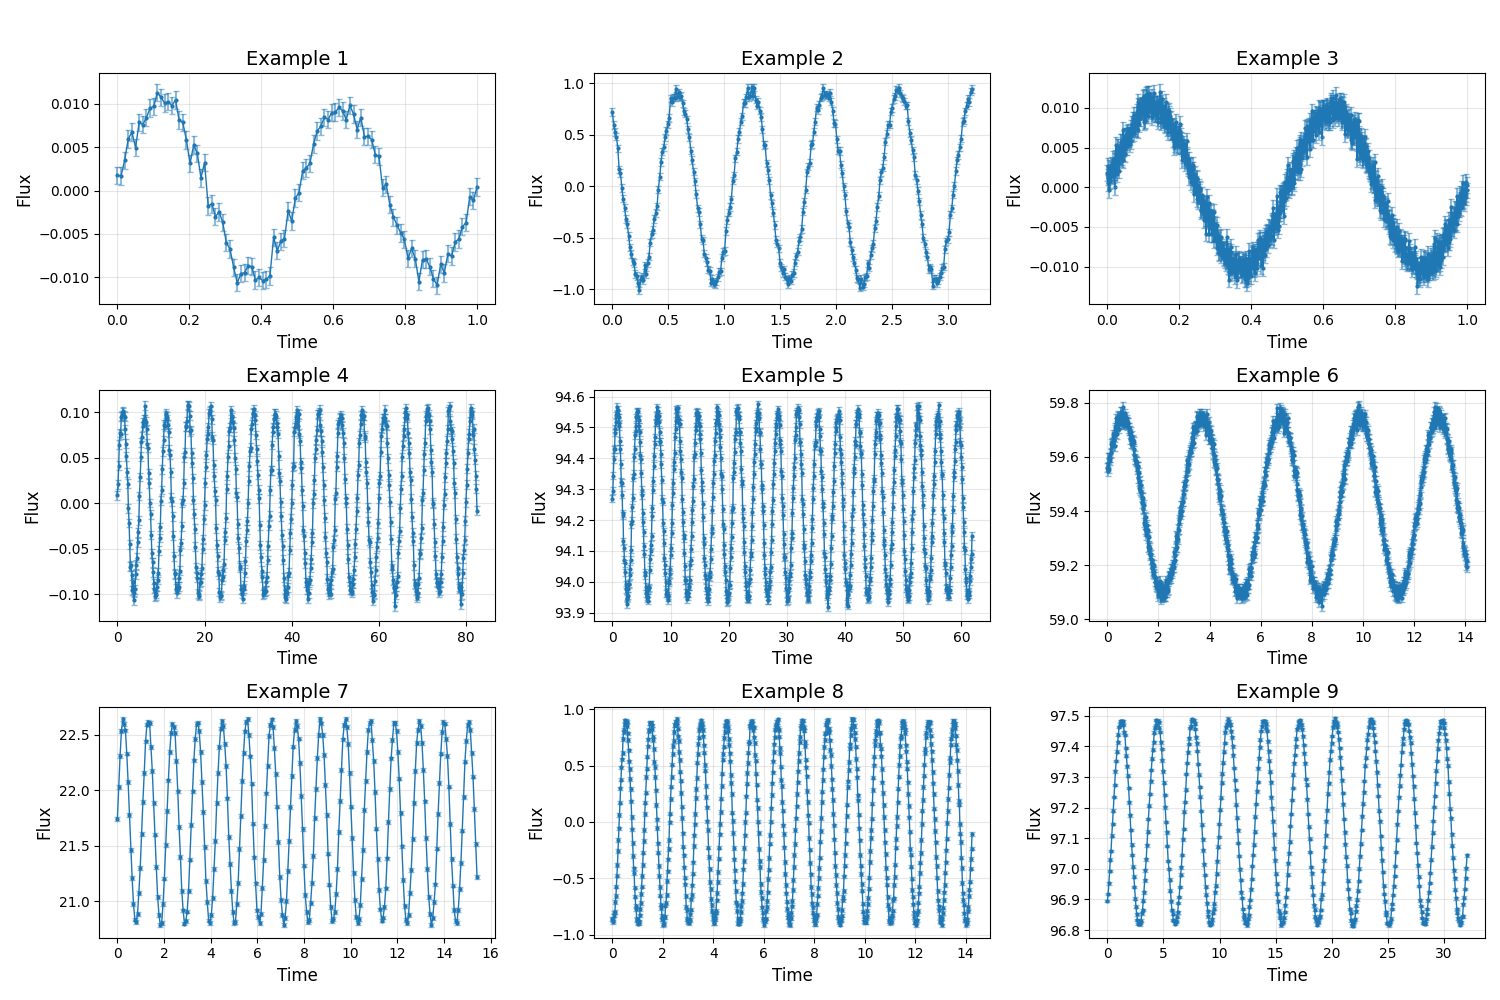 Example 1
Example 2
Example 3
0.010
0.005
0.000
−0.005
−0.010
Flux
0.0 0.2 0.4 0.6 0.8 1.0
Time
1.0
0.5
0.0
−0.5
−1.0
Flux
0.0 0.5 1.0 1.5 2.0 2.5 3.0
Time
0.010
0.005
0.000
−0.005
−0.010
Flux
0.0 0.2 0.4 0.6 0.8 1.0
Time
Example 4
Example 5
Example 6
0.10
0.05
0.00
−0.05
−0.10
Flux
0 20 40 60 80
Time
94.6
94.5
94.4
94.3
94.2
94.1
94.0
93.9
Flux
0 10 20 30 40 50 60
Time
59.8
59.6
59.4
59.2
59.0
Flux
0 2 4 6 8 10 12 14
Time
Example 7
Example 8
Example 9
22.5
22.0
21.5
21.0
Flux
0 2 4 6 8 10 12 14 16
Time
1.0
0.5
0.0
−0.5
−1.0
Flux
0 2 4 6 8 10 12 14
Time
97.5
97.4
97.3
97.2
97.1
97.0
96.9
96.8
Flux
0 5 10 15 20 25 30
Time